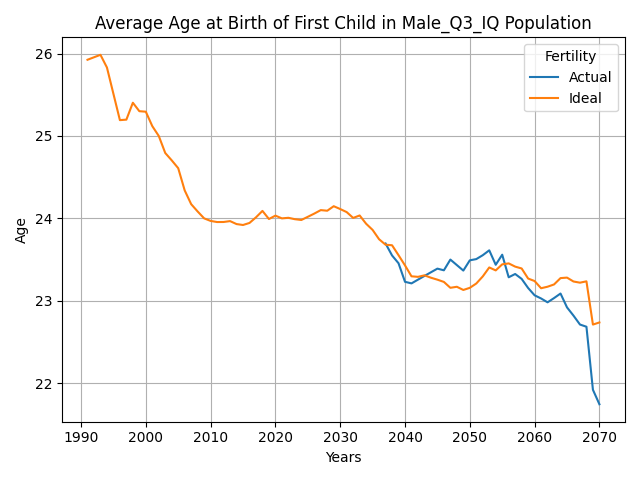 Average Age at Birth of First Child in Male_Q3_IQ Population
Fertility
Actual
Ideal
Age
26
25
24
23
22
1990 2000 2010 2020 2030 2040 2050 2060 2070
Years